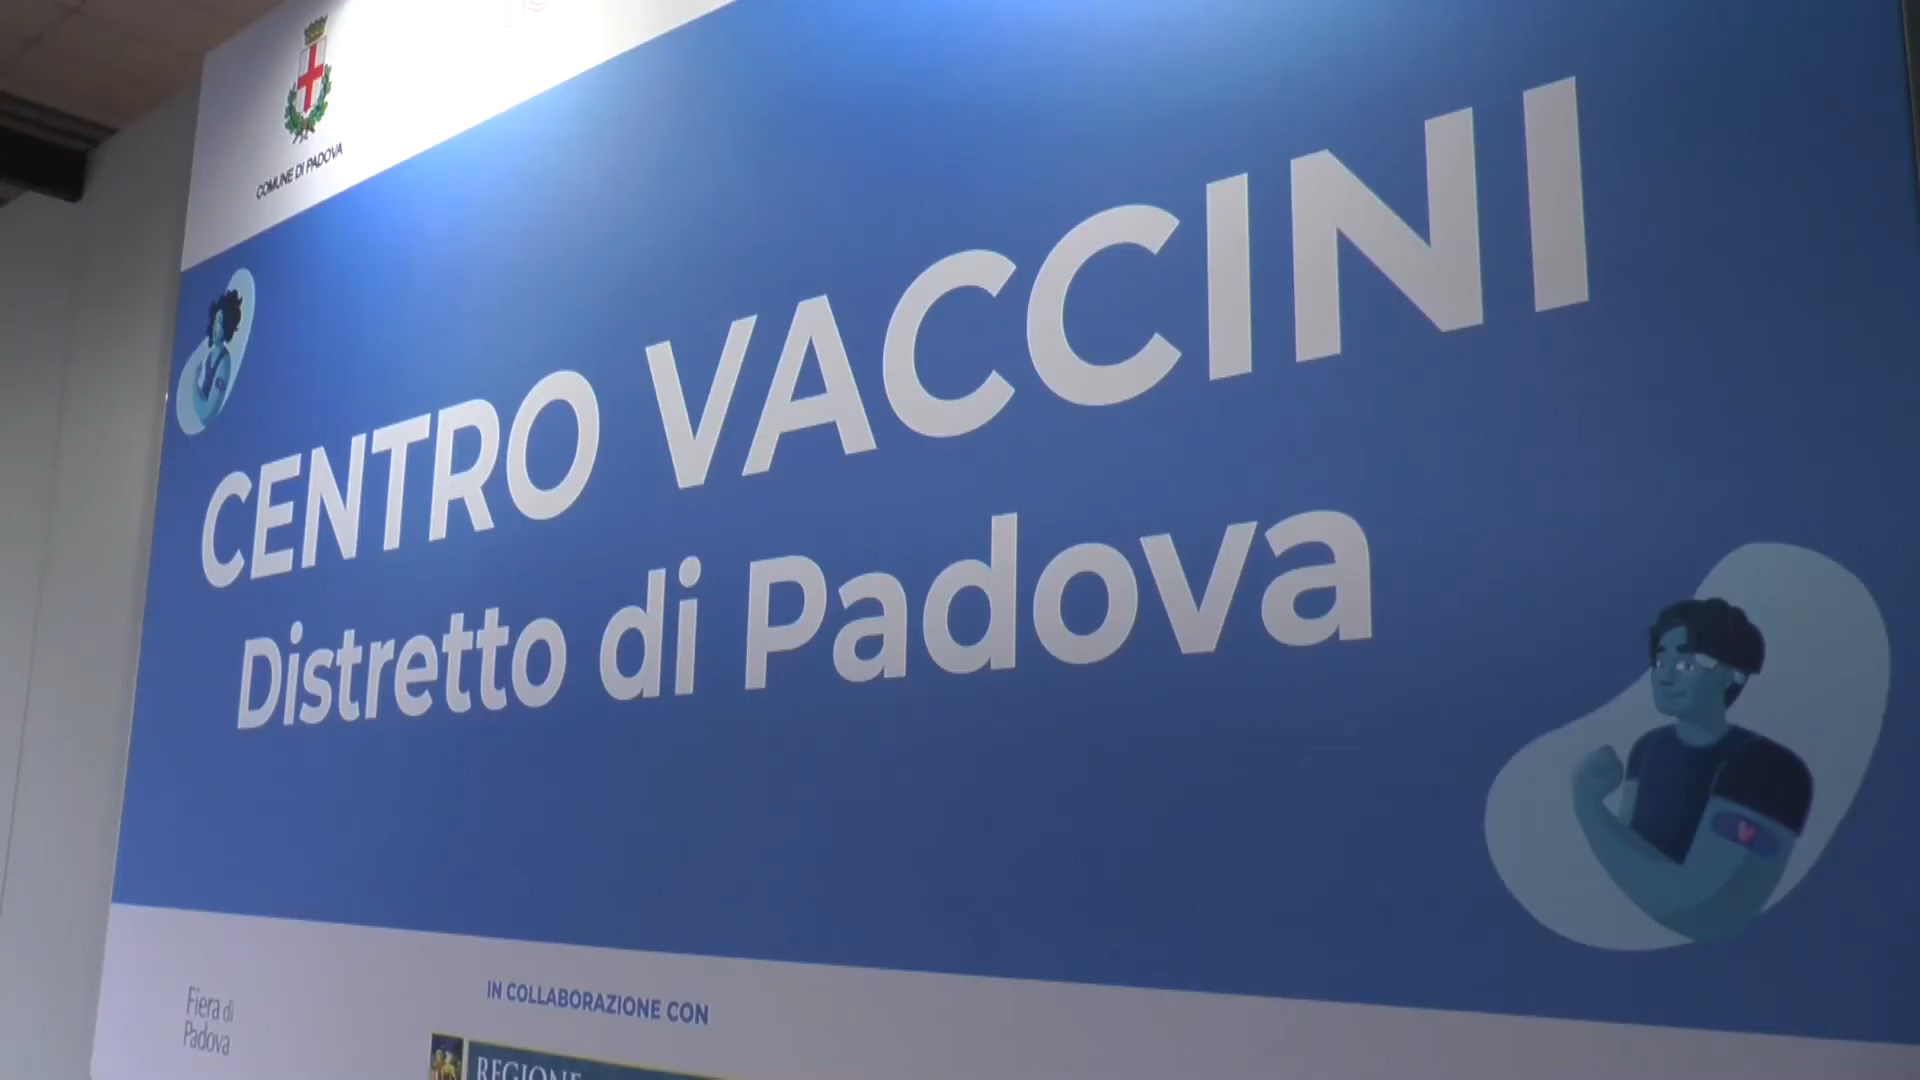 COMUNE DI PADOVA
CENTRO VACCINI
Distretto di Padova
Fiera di
Padova
IN COLLABORAZIONE CON
REGIONE